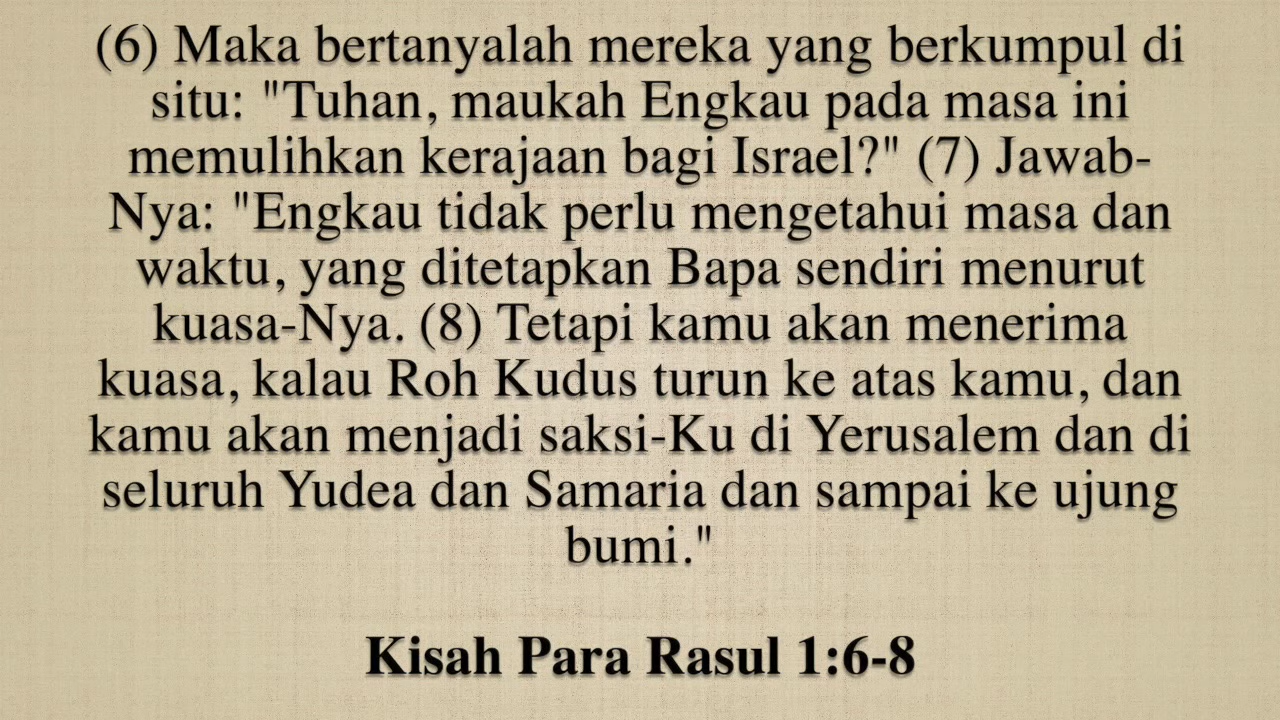 (6) Maka bertanyalah mereka yang berkumpul di
situ: "Tuhan, maukah Engkau pada masa ini
memulihkan kerajaan bagi Israel?" (7) Jawab-
Nya: "Engkau tidak perlu mengetahui masa dan
waktu, yang ditetapkan Bapa sendiri menurut
kuasa-Nya. (8) Tetapi kamu akan menerima
kuasa, kalau Roh Kudus turun ke atas kamu, dan
kamu akan menjadi saksi-Ku di Yerusalem dan di
seluruh Yudea dan Samaria dan sampai ke ujung
bumi."
Kisah Para Rasul 1:6-8